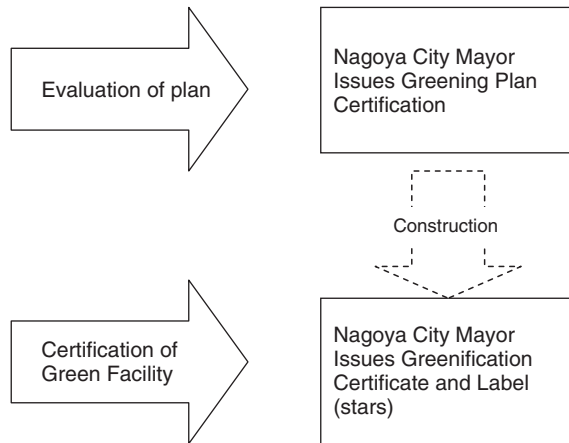 Evaluation of plan
Nagoya City Mayor
Issues Greening Plan
Certification
Construction
Certification of
Green Facility
Nagoya City Mayor
Issues Greenification
Certificate and Label
(stars)